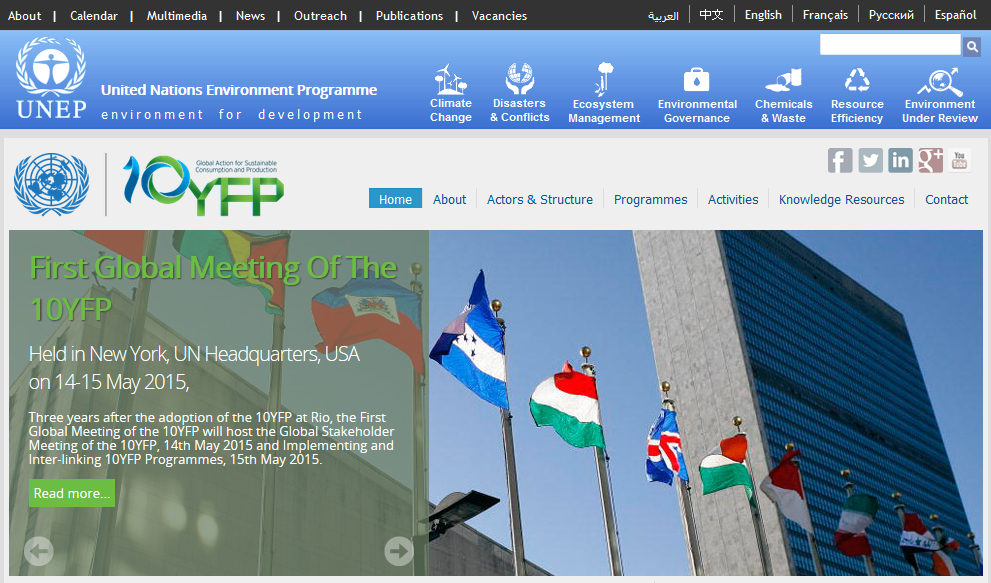 About | Calendar | Multimedia | News | Outreach | Publications | Vacancies
العربية | 中文 | English | Français | Русский | Español
UNEP
United Nations Environment Programme
environment for development
Climate Change
Disasters & Conflicts
Ecosystem Management
Environmental Governance
Chemicals & Waste
Resource Efficiency
Environment Under Review
10YFP
Global Action for Sustainable
Consumption and Production
f
in
g+
You
Tube
Home About Actors & Structure Programmes Activities Knowledge Resources Contact
First Global Meeting Of The
10YFP
Held in New York, UN Headquarters, USA
on 14-15 May 2015,
Three years after the adoption of the 10YFP at Rio, the First
Global Meeting of the 10YFP will host the Global Stakeholder
Meeting of the 10YFP, 14th May 2015 and Implementing and
Inter-linking 10YFP Programmes, 15th May 2015.
Read more...